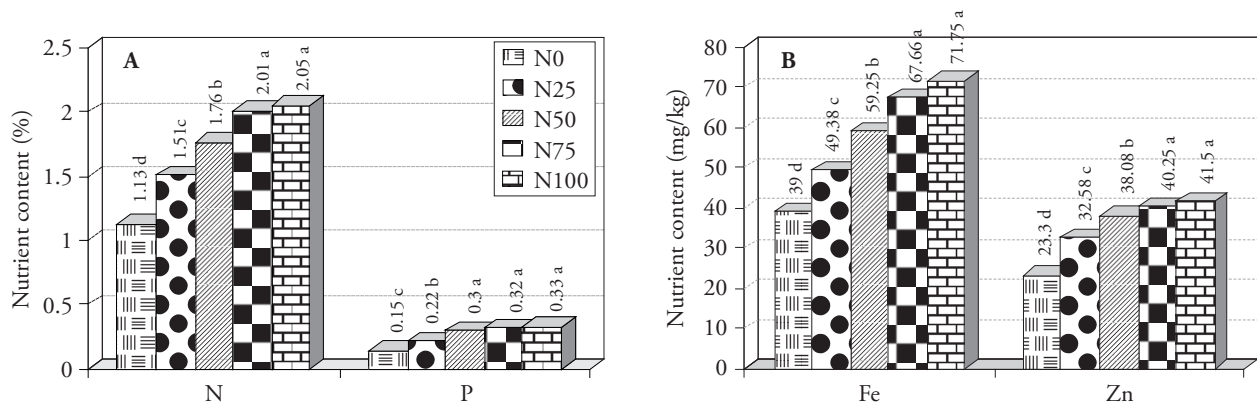 A
Nutrient content (%)
2.5
2
1.5
1
0.5
0
1.13 d
1.51c
1.76 b
2.01 a
2.05 a
0.15 c
0.22 b
0.3 a
0.32 a
0.33 a
N
P
N0
N25
N50
N75
N100
B
Nutrient content (mg/kg)
80
70
60
50
40
30
20
10
0
39 d
49.38 c
59.25 b
67.66 a
71.75 a
23.3 d
32.58 c
38.08 b
40.25 a
41.5 a
Fe
Zn